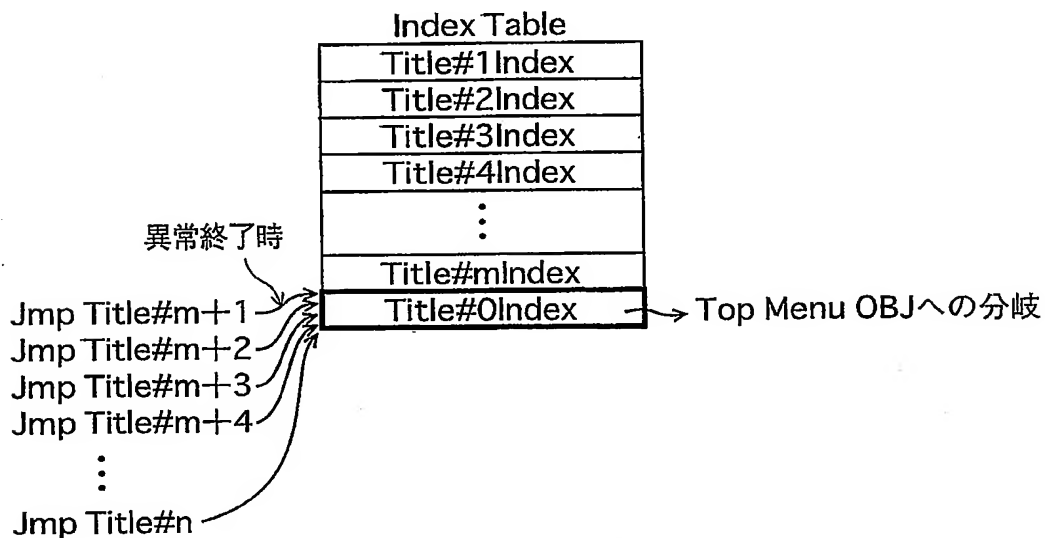 Index Table
Title#1Index
Title#2Index
Title#3Index
Title#4Index
⋮
異常終了時
Title#mIndex
Jmp Title#m+1
Title#0Index
Top Menu OBJへの分岐
Jmp Title#m+2
Jmp Title#m+3
Jmp Title#m+4
⋮
Jmp Title#n